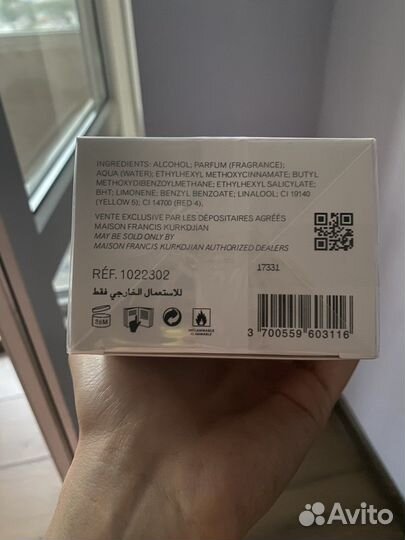 INGREDIENTS: ALCOHOL; PARFUM (FRAGRANCE);
AQUA (WATER); ETHYLHEXYL METHOXYCINNAMATE; BUTYL
METHOXYDIBENZOYLMETHANE; ETHYLHEXYL SALICYLATE;
BHT; LIMONENE; BENZYL BENZOATE; LINALOOL; CI 19140
(YELLOW 5); CI 14700 (RED 4).
VENTE EXCLUSIVE PAR LES DÉPOSITAIRES AGRÉÉS
MAISON FRANCIS KURKDJIAN
MAY BE SOLD ONLY BY
MAISON FRANCIS KURKDJIAN AUTHORIZED DEALERS
RÉF. 1022302
17331
للاستعمال الخارجي فقط
36M
INFLAMMABLE
FLAMMABLE
3 700559 603116
Avito